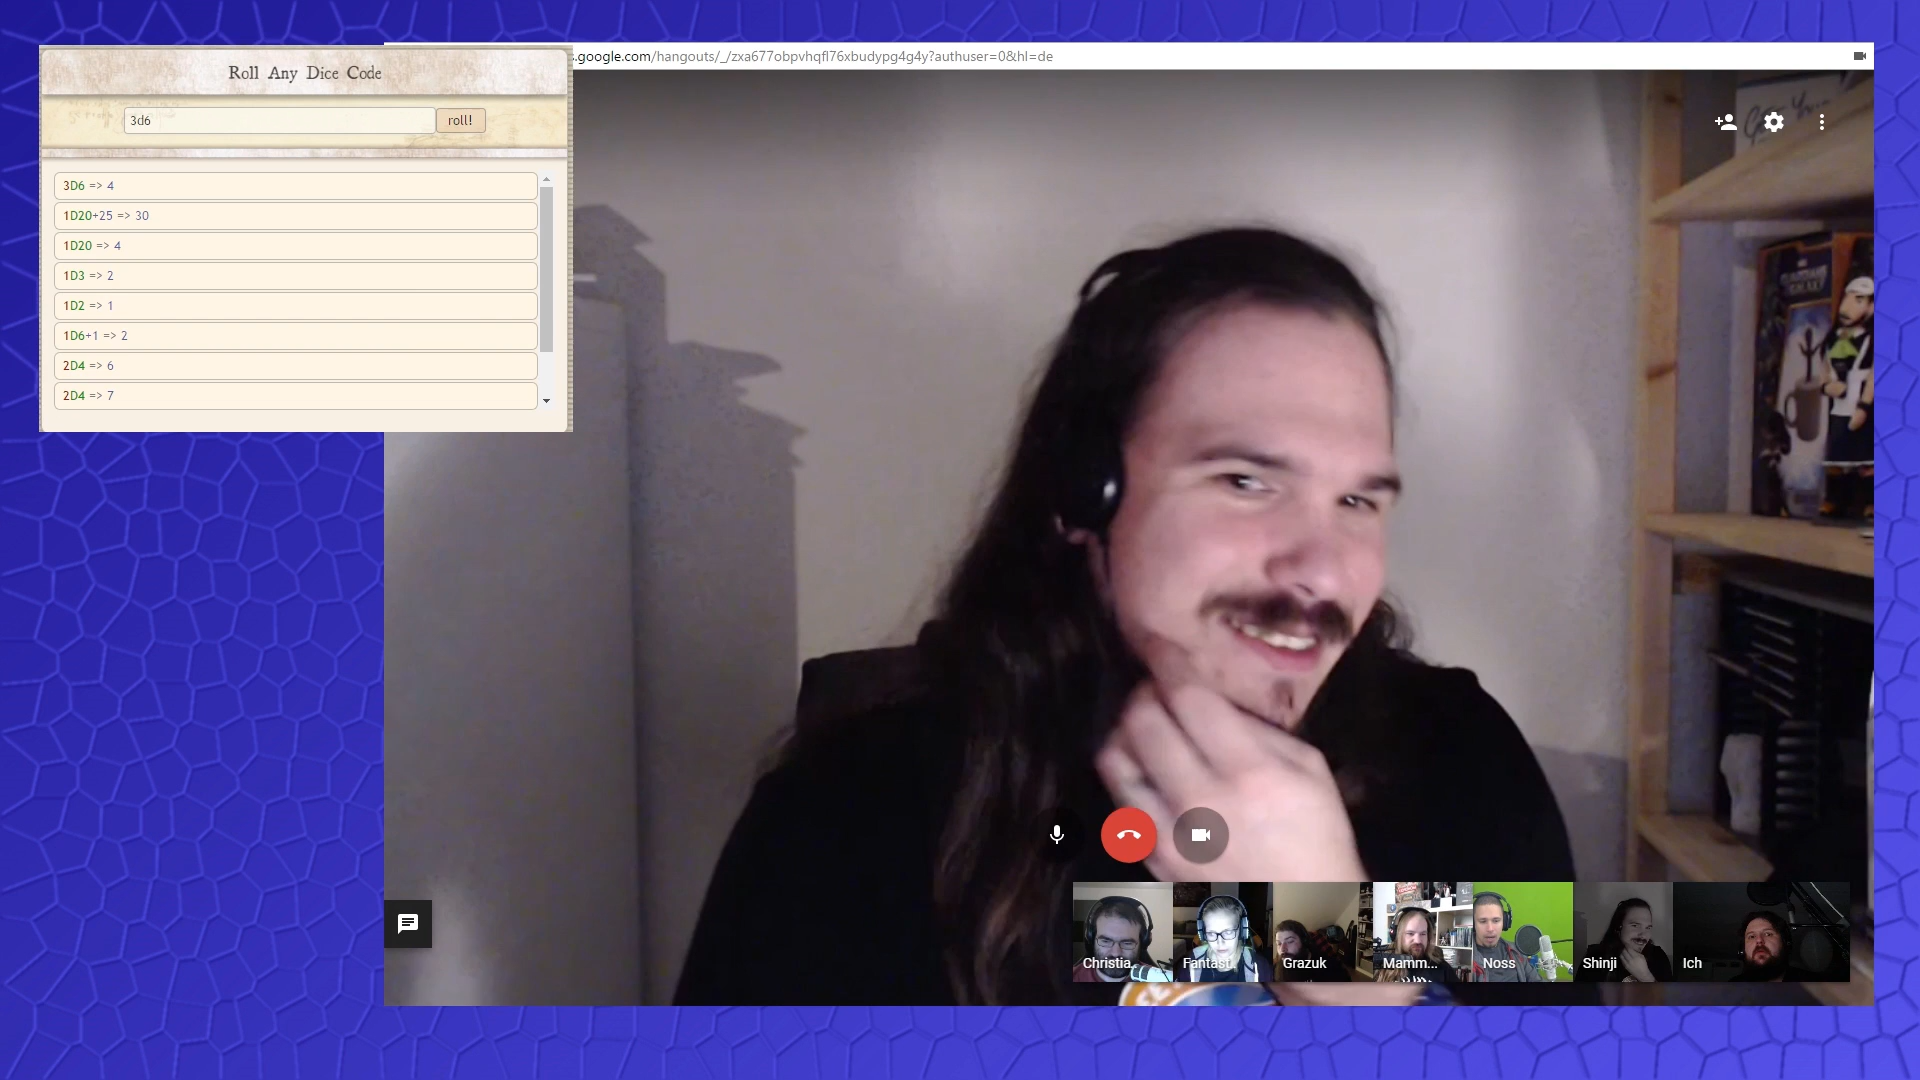 s.google.com/hangouts/_/zxa677obpvhqfl76xbudypg4g4y?authuser=0&hl=de
Roll Any Dice Code
3d6
roll!
3D6 => 4
1D20+25 => 30
1D20 => 4
1D3 => 2
1D2 => 1
1D6+1 => 2
2D4 => 6
2D4 => 7
Christia...
Fantast...
Grazuk
Mamm...
Noss
Shinji
Ich